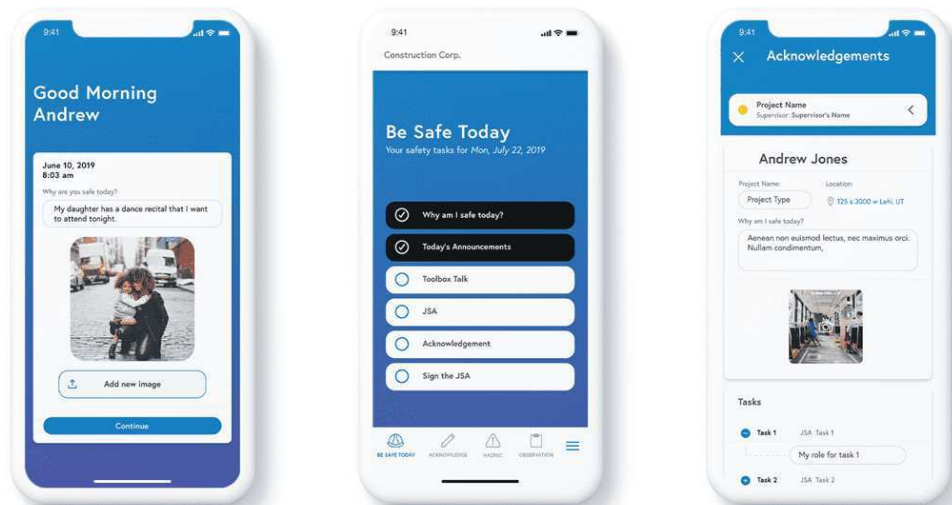 9:41
Good Morning
Andrew
June 10, 2019
8:03 am
Why are you safe today?
My daughter has a dance recital that I want
to attend tonight.
Add new image
Continue
9:41
Construction Corp.
Be Safe Today
Your safety tasks for Mon, July 22, 2019
Why am I safe today?
Today's Announcements
Toolbox Talk
JSA
Acknowledgement
Sign the JSA
BE SAFE TODAY
ACKNOWLEDGE
OBSERVATION
9:41
Acknowledgements
Project Name
Supervisor: Supervisor's Name
Andrew Jones
Project Name:
Location:
Project Type
125 s 3000 w Lehi, UT
Why am I safe today?
Aenean non euismod lectus, nec maximus orci.
Nullam condimentum,
Tasks
Task 1
JSA Task 1
My role for task 1
Task 2
JSA Task 2